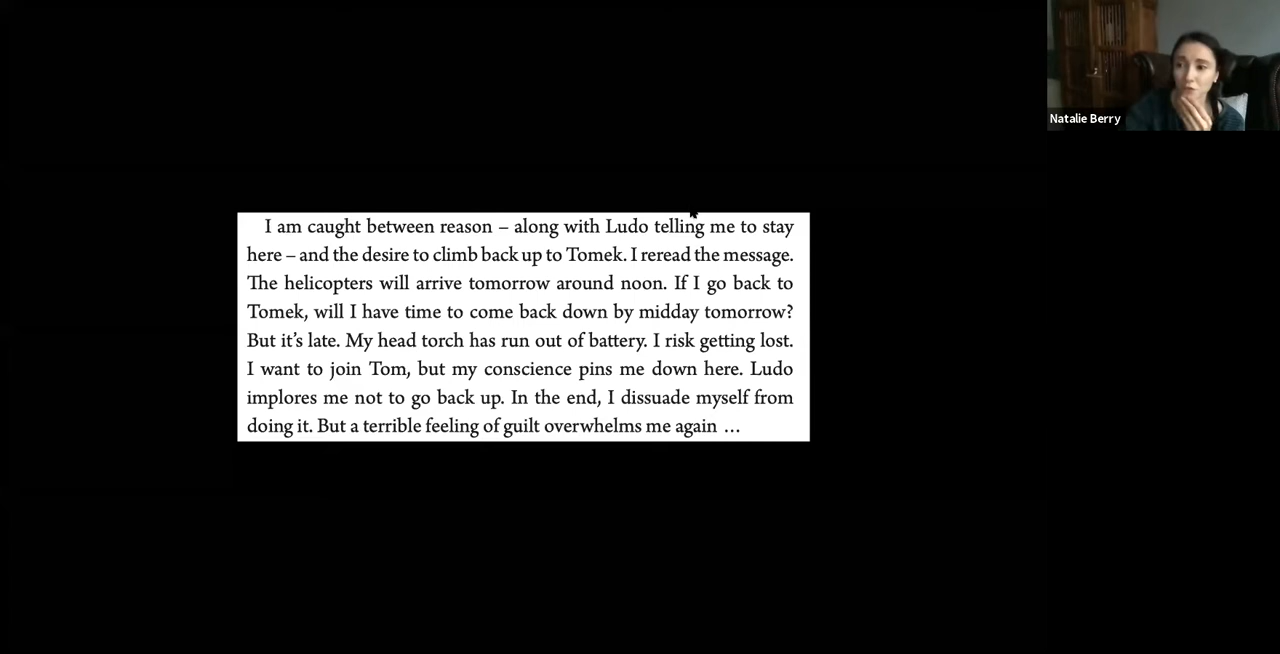 Natalie Berry
I am caught between reason – along with Ludo telling me to stay
here – and the desire to climb back up to Tomek. I reread the message.
The helicopters will arrive tomorrow around noon. If I go back to
Tomek, will I have time to come back down by midday tomorrow?
But it’s late. My head torch has run out of battery. I risk getting lost.
I want to join Tom, but my conscience pins me down here. Ludo
implores me not to go back up. In the end, I dissuade myself from
doing it. But a terrible feeling of guilt overwhelms me again …